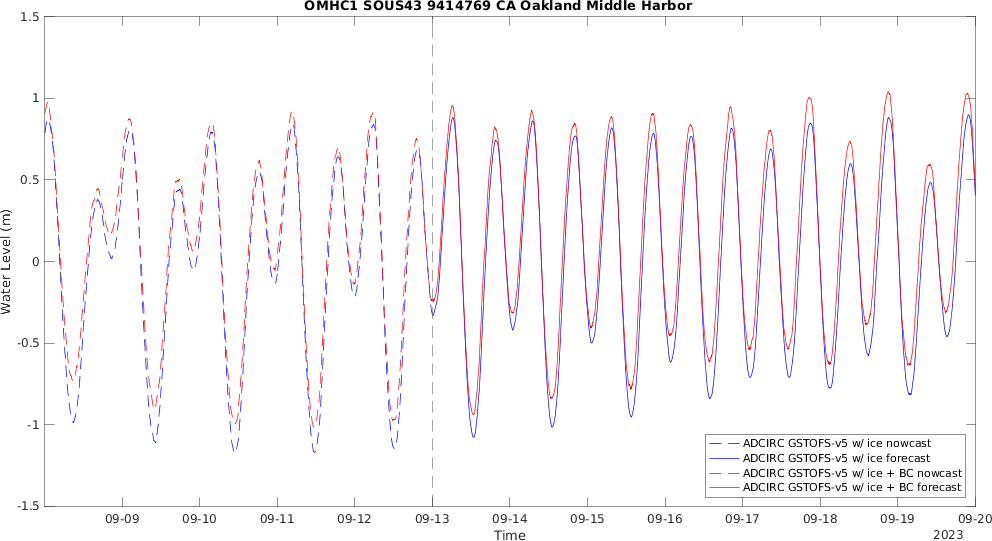 OMHC1 SOUS43 9414769 CA Oakland Middle Harbor
1.5
1
0.5
0
-0.5
-1
-1.5
Water Level (m)
09-09 09-10 09-11 09-12 09-13 09-14 09-15 09-16 09-17 09-18 09-19 09-20
Time
2023
ADCIRC GSTOFS-v5 w/ ice nowcast
ADCIRC GSTOFS-v5 w/ ice forecast
ADCIRC GSTOFS-v5 w/ ice + BC nowcast
ADCIRC GSTOFS-v5 w/ ice + BC forecast